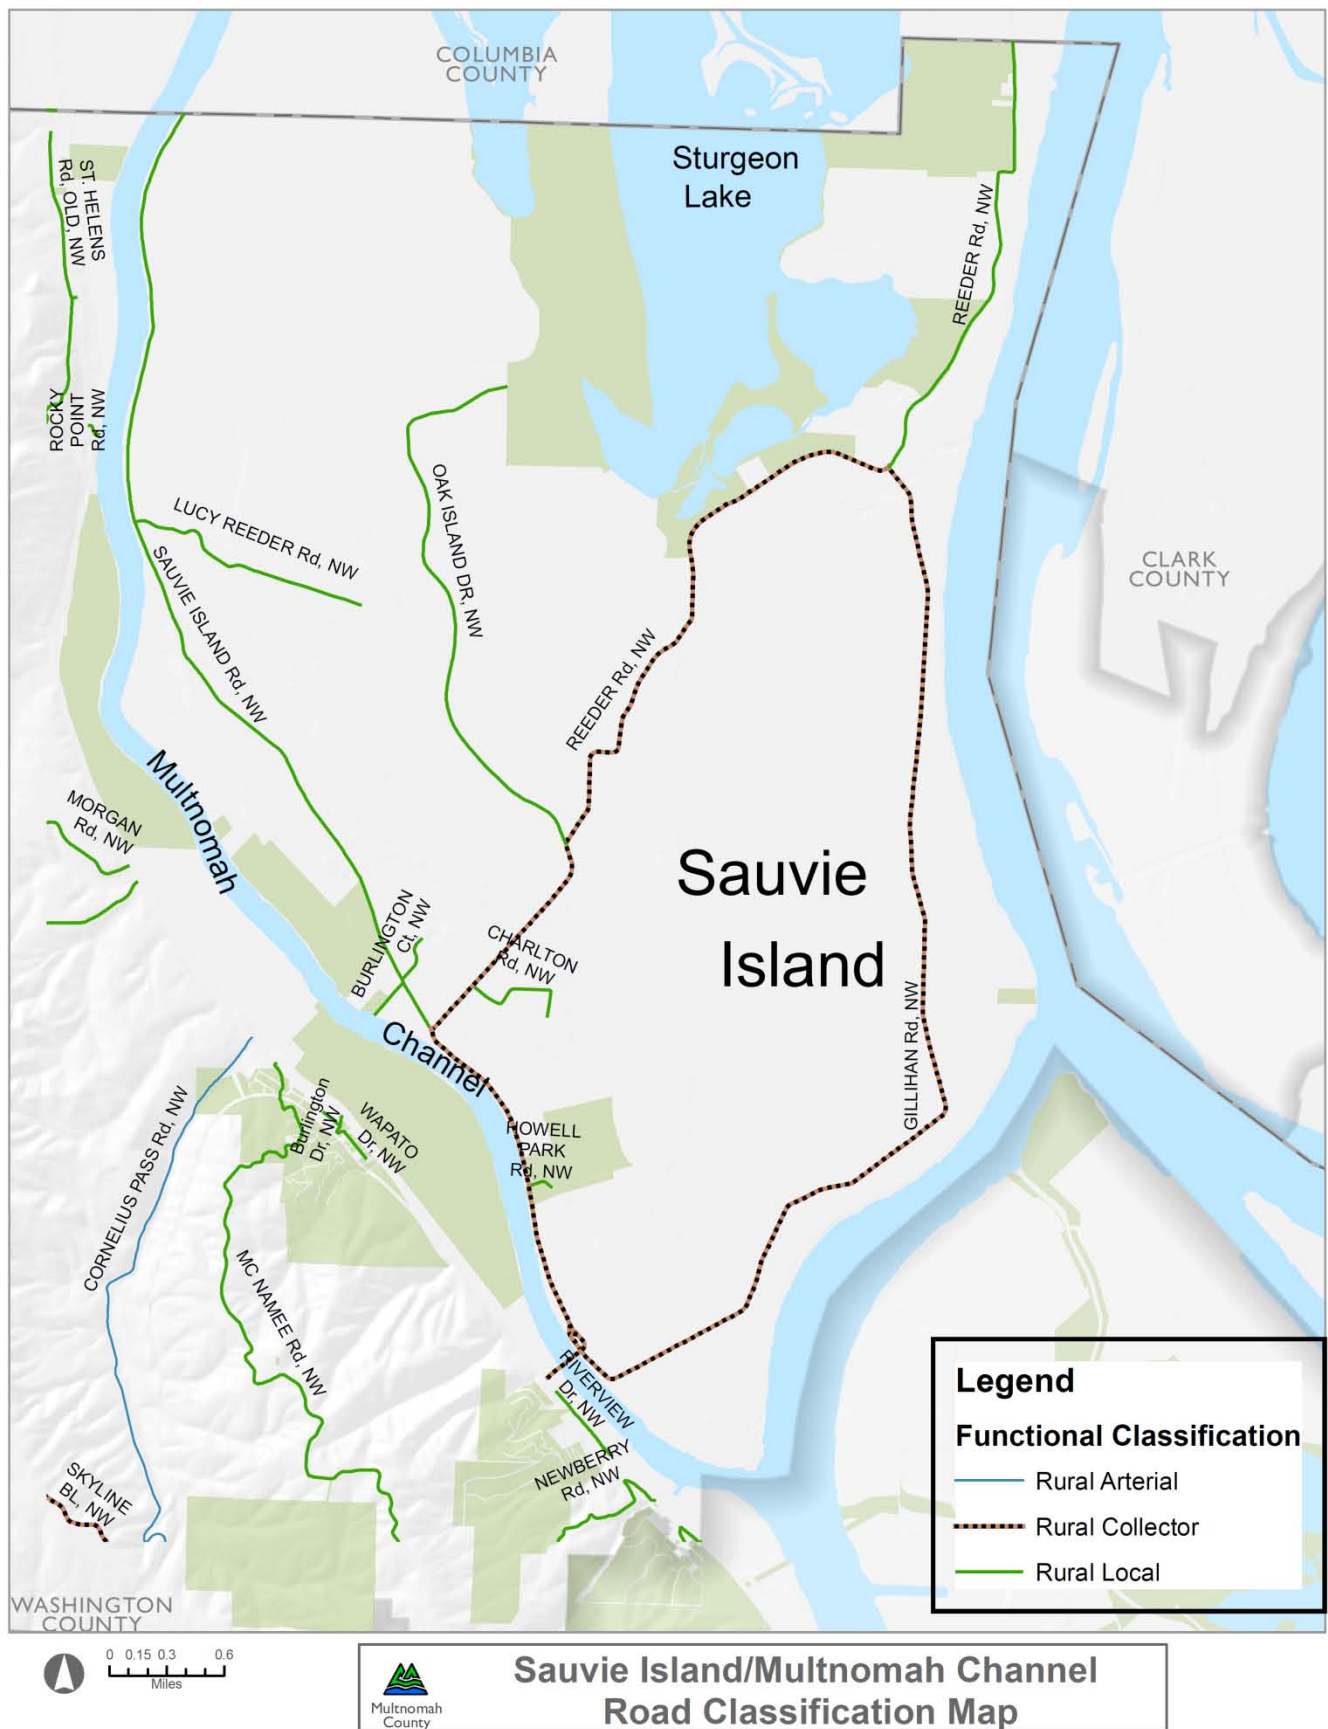 COLUMBIA
COUNTY
Sturgeon
Lake
ST. HELENS
Rd, OLD, NW
REEDER Rd, NW
ROCKY
POINT
Rd, NW
LUCY REEDER Rd, NW
OAK ISLAND DR, NW
SAUVIE ISLAND Rd, NW
CLARK
COUNTY
REEDER Rd, NW
Multnomah
MORGAN
Rd, NW
Sauvie
Island
BURLINGTON
Ct, NW
CHARLTON
Rd, NW
Channel
GILLIHAN Rd, NW
CORNELIUS PASS Rd, NW
Burlington
Dr, NW
WAPATO
Dr, NW
HOWELL
PARK
Rd, NW
MC NAMEE Rd, NW
RIVERVIEW
Dr, NW
NEWBERRY
Rd, NW
SKYLINE
BL, NW
WASHINGTON
COUNTY
Legend
Functional Classification
Rural Arterial
Rural Collector
Rural Local
0 0.15 0.3 0.6
Miles
Multnomah
County
Sauvie Island/Multnomah Channel
Road Classification Map